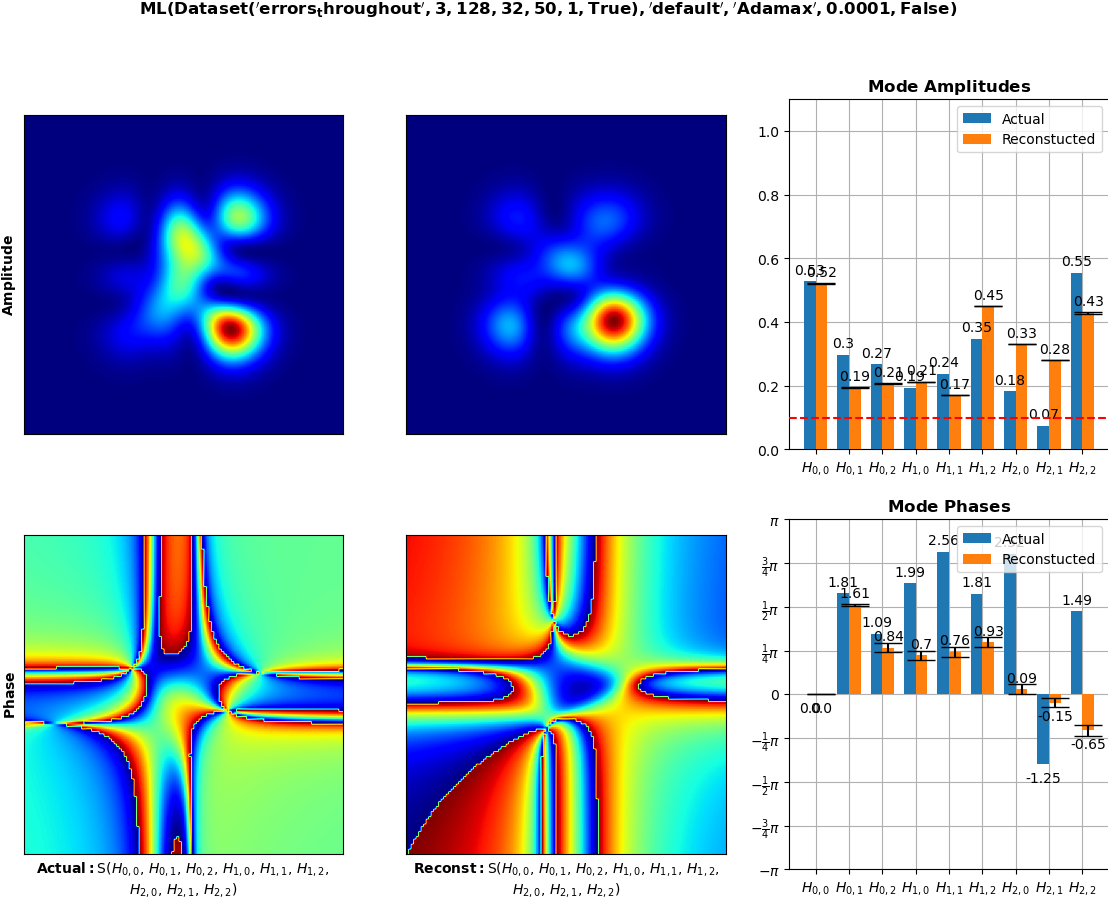 ML(Dataset('errors_throughout', 3, 128, 32, 50, 1, True), 'default', 'Adamax', 0.0001, False)
Amplitude
Mode Amplitudes
Actual
Reconstucted
1.0
0.8
0.6
0.4
0.2
0.0
0.53
0.52
0.3
0.19
0.27
0.21
0.19
0.21
0.24
0.17
0.35
0.45
0.18
0.33
0.07
0.28
0.55
0.43
H0,0 H0,1 H0,2 H1,0 H1,1 H1,2 H2,0 H2,1 H2,2
Phase
Mode Phases
Actual
Reconstucted
π
3/4π
1/2π
1/4π
0
−1/4π
−1/2π
−3/4π
−π
0.0
0.0
1.81
1.61
1.09
0.84
1.99
0.7
2.56
0.76
1.81
0.93
0.09
-1.25
-0.15
1.49
-0.65
H0,0 H0,1 H0,2 H1,0 H1,1 H1,2 H2,0 H2,1 H2,2
Actual: S(H0,0, H0,1, H0,2, H1,0, H1,1, H1,2,
H2,0, H2,1, H2,2)
Reconst: S(H0,0, H0,1, H0,2, H1,0, H1,1, H1,2,
H2,0, H2,1, H2,2)